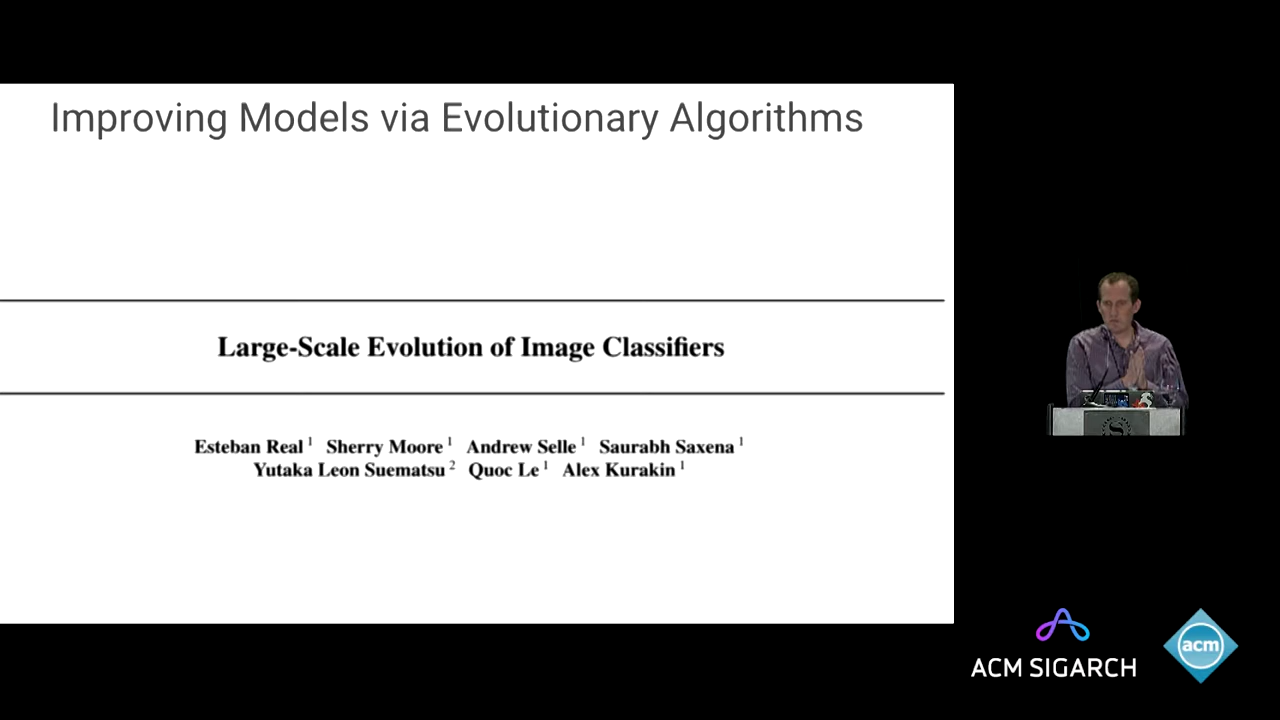 Improving Models via Evolutionary Algorithms
Large-Scale Evolution of Image Classifiers
Esteban Real 1 Sherry Moore 1 Andrew Selle 1 Saurabh Saxena 1
Yutaka Leon Suematsu 2 Quoc Le 1 Alex Kurakin 1
ACM SIGARCH
acm